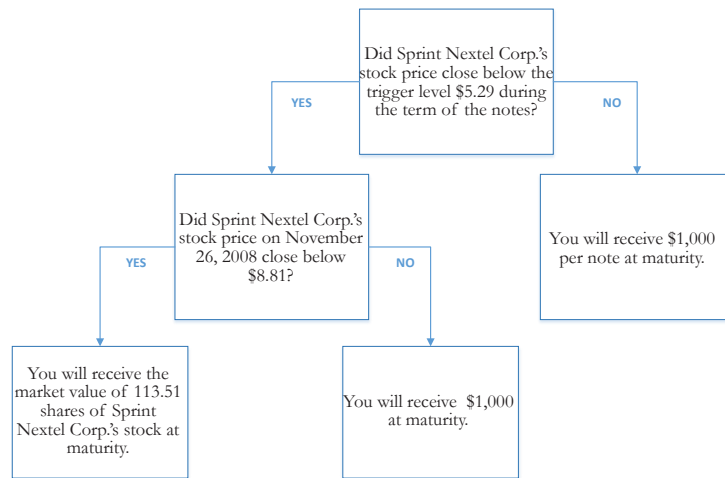 Did Sprint Nextel Corp.'s
stock price close below the
trigger level $5.29 during
the term of the notes?
YES
NO
Did Sprint Nextel Corp.'s
stock price on November
26, 2008 close below
$8.81?
You will receive $1,000
per note at maturity.
YES
NO
You will receive the
market value of 113.51
shares of Sprint
Nextel Corp.'s stock at
maturity.
You will receive $1,000
at maturity.